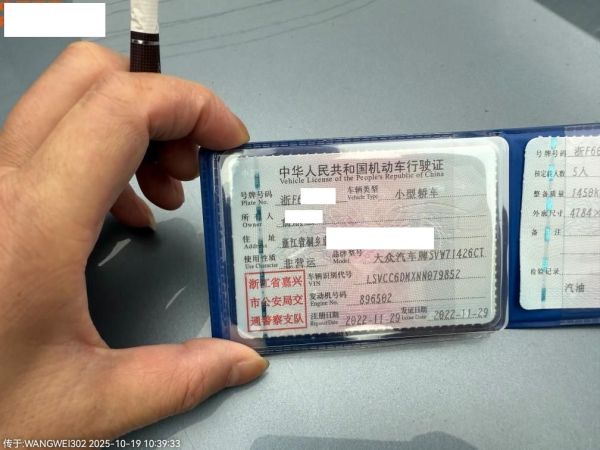 中华人民共和国机动车行驶证
Vehicle License of the People's Republic of China
号牌号码 浙F6 车辆类型 小型轿车
Plate No. Vehicle Type
所有人
Owner
住址 浙江省桐乡市
Address
使用性质 非营运 品牌型号 大众汽车牌SVW71426CT
Use Character Model
浙江省嘉兴
市公安局交
通警察支队
车辆识别代号 LSVCC6DMXNN079852
VIN
发动机号码 896502
Engine No.
注册日期 2022-11-29 发证日期 2022-11-29
Register Date Issue Date
号牌号码 浙F66
核定载人数 5人
整备质量 1450k
外廓尺寸 4784×
备注
检验记录
汽油
传于:WANGWEI302 2025-10-19 10:39:33